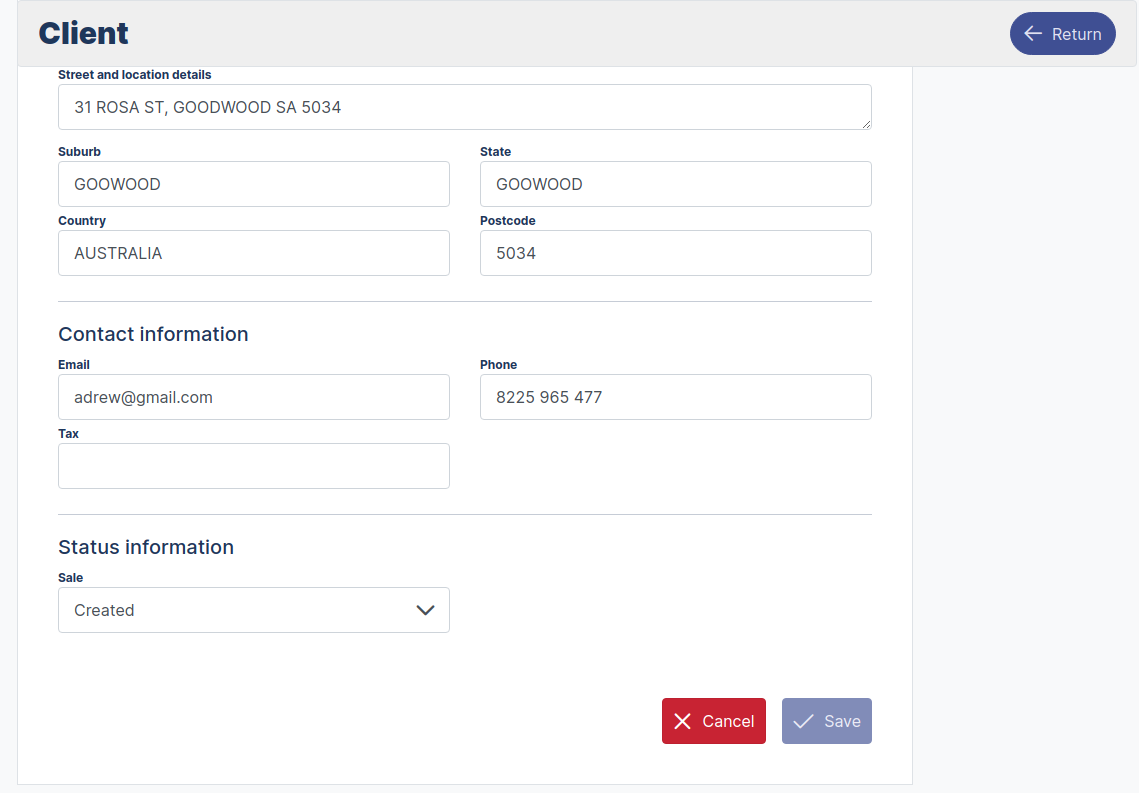 Client
Return
Street and location details
31 ROSA ST, GOODWOOD SA 5034
Suburb State
GOOWOOD GOOWOOD
Country Postcode
AUSTRALIA 5034
Contact information
Email Phone
adrew@gmail.com 8225 965 477
Tax
Status information
Sale
Created
Cancel Save